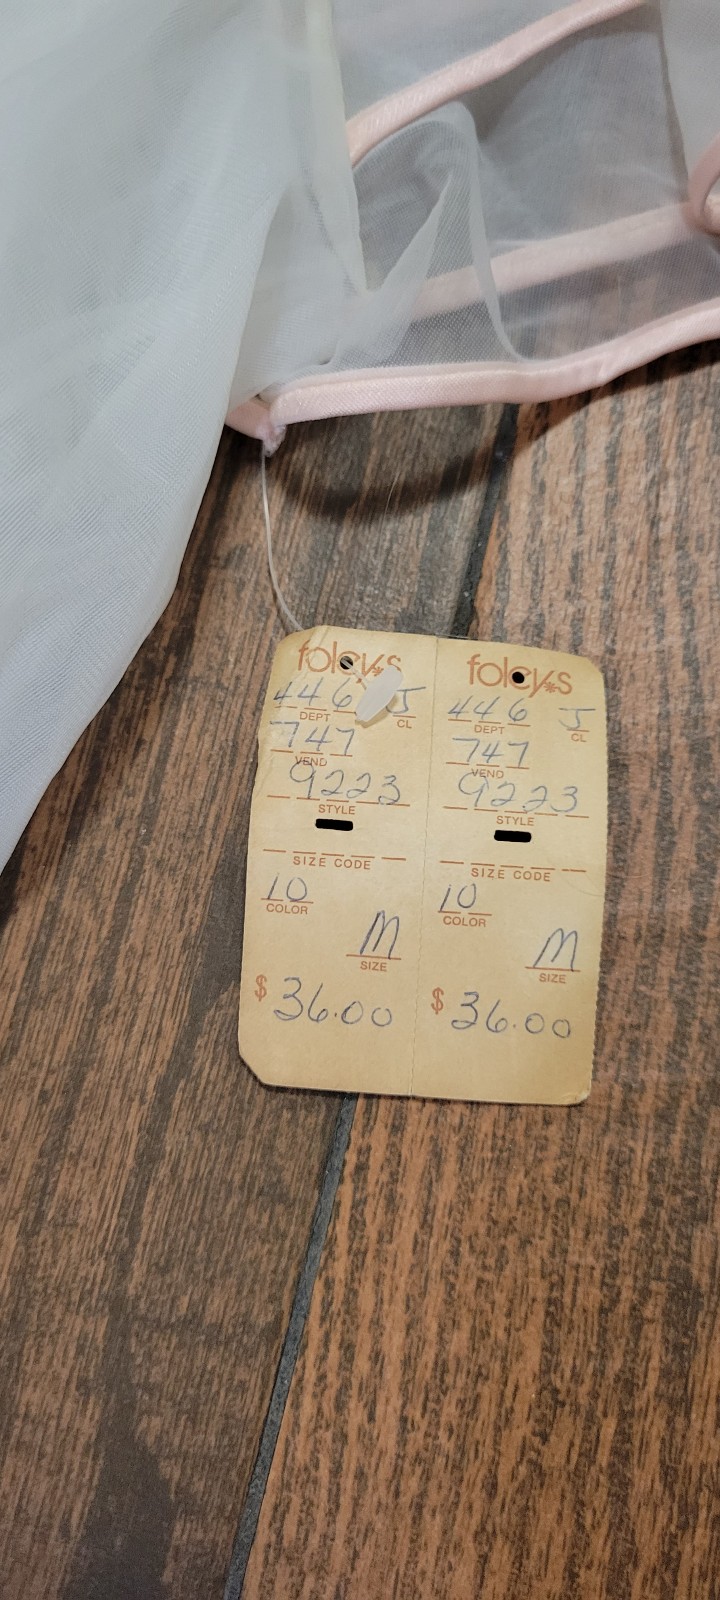 foley's
446 J
DEPT CL
747
VEND
9223
STYLE
SIZE CODE
10
COLOR
M
SIZE
$ 36.00
foley's
446 J
DEPT CL
747
VEND
9223
STYLE
SIZE CODE
10
COLOR
M
SIZE
$ 36.00